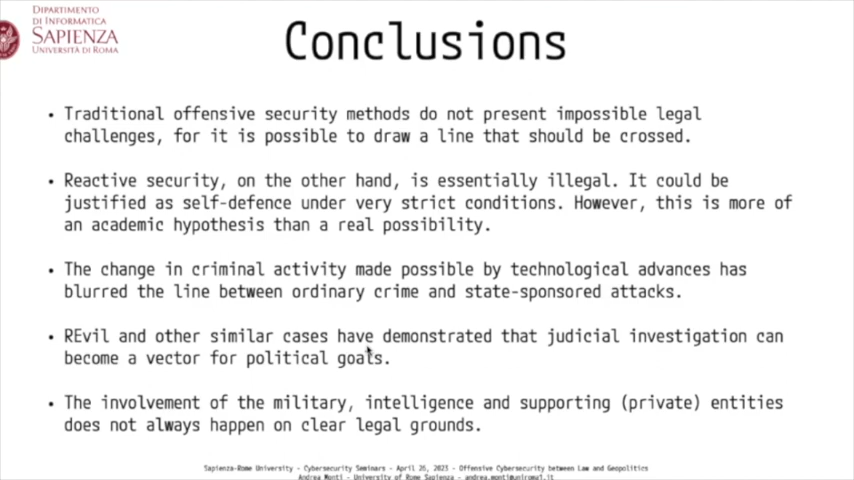 DIPARTIMENTO
DI INFORMATICA
SAPIENZA
UNIVERSITÀ DI ROMA
Conclusions
• Traditional offensive security methods do not present impossible legal
challenges, for it is possible to draw a line that should be crossed.
• Reactive security, on the other hand, is essentially illegal. It could be
justified as self-defence under very strict conditions. However, this is more of
an academic hypothesis than a real possibility.
• The change in criminal activity made possible by technological advances has
blurred the line between ordinary crime and state-sponsored attacks.
• REvil and other similar cases have demonstrated that judicial investigation can
become a vector for political goals.
• The involvement of the military, intelligence and supporting (private) entities
does not always happen on clear legal grounds.
Sapienza-Rome University - Cybersecurity Seminars - April 26, 2023 - Offensive Cybersecurity between Law and Geopolitics
Andrea Monti - University of Rome Sapienza - andrea.monti@uniroma1.it